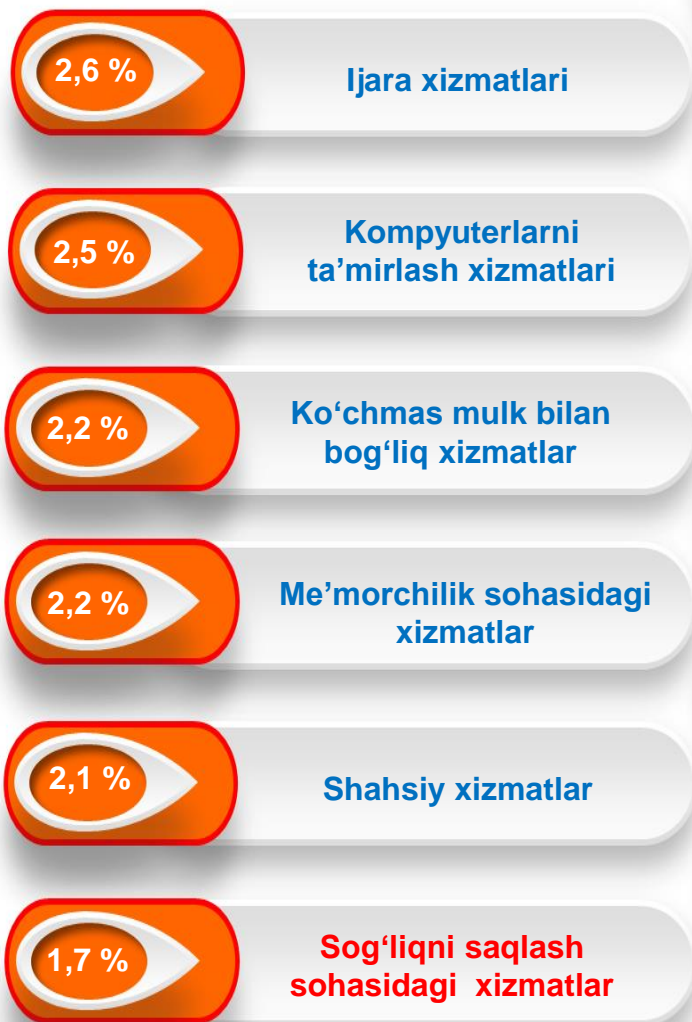 2,6 %
Ijara xizmatlari
2,5 %
Kompyuterlarni
ta’mirlash xizmatlari
2,2 %
Ko‘chmas mulk bilan
bog‘liq xizmatlar
2,2 %
Me’morchilik sohasidagi
xizmatlar
2,1 %
Shahsiy xizmatlar
1,7 %
Sog‘liqni saqlash
sohasidagi xizmatlar